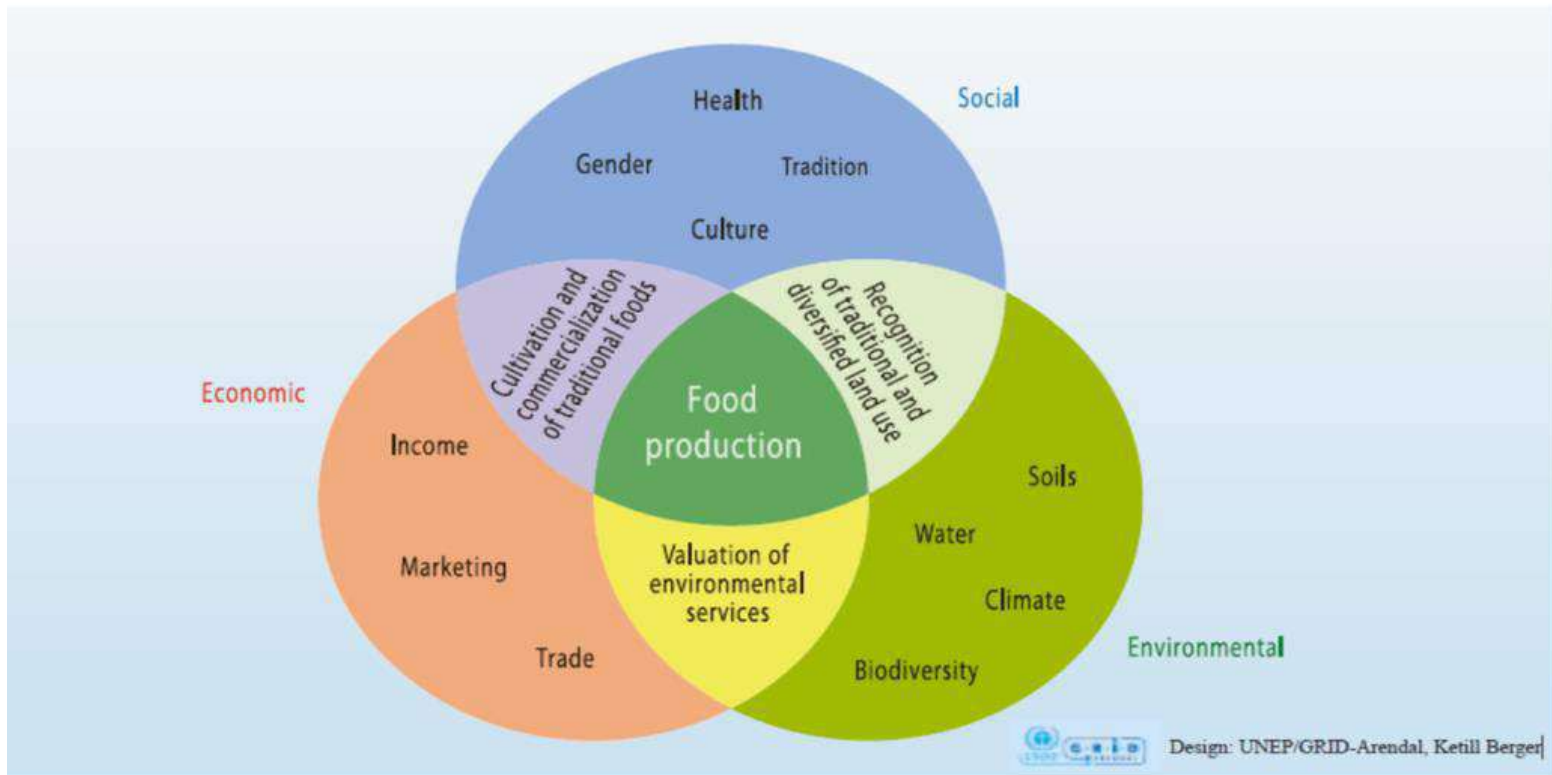 Health
Social
Gender
Tradition
Culture
Cultivation and
commercialization
of traditional foods
Recognition
of traditional and
diversified land use
Economic
Food
production
Income
Soils
Water
Marketing
Valuation of
environmental
services
Climate
Trade
Environmental
Biodiversity
UNEP
Design: UNEP/GRID-Arendal, Ketill Berger